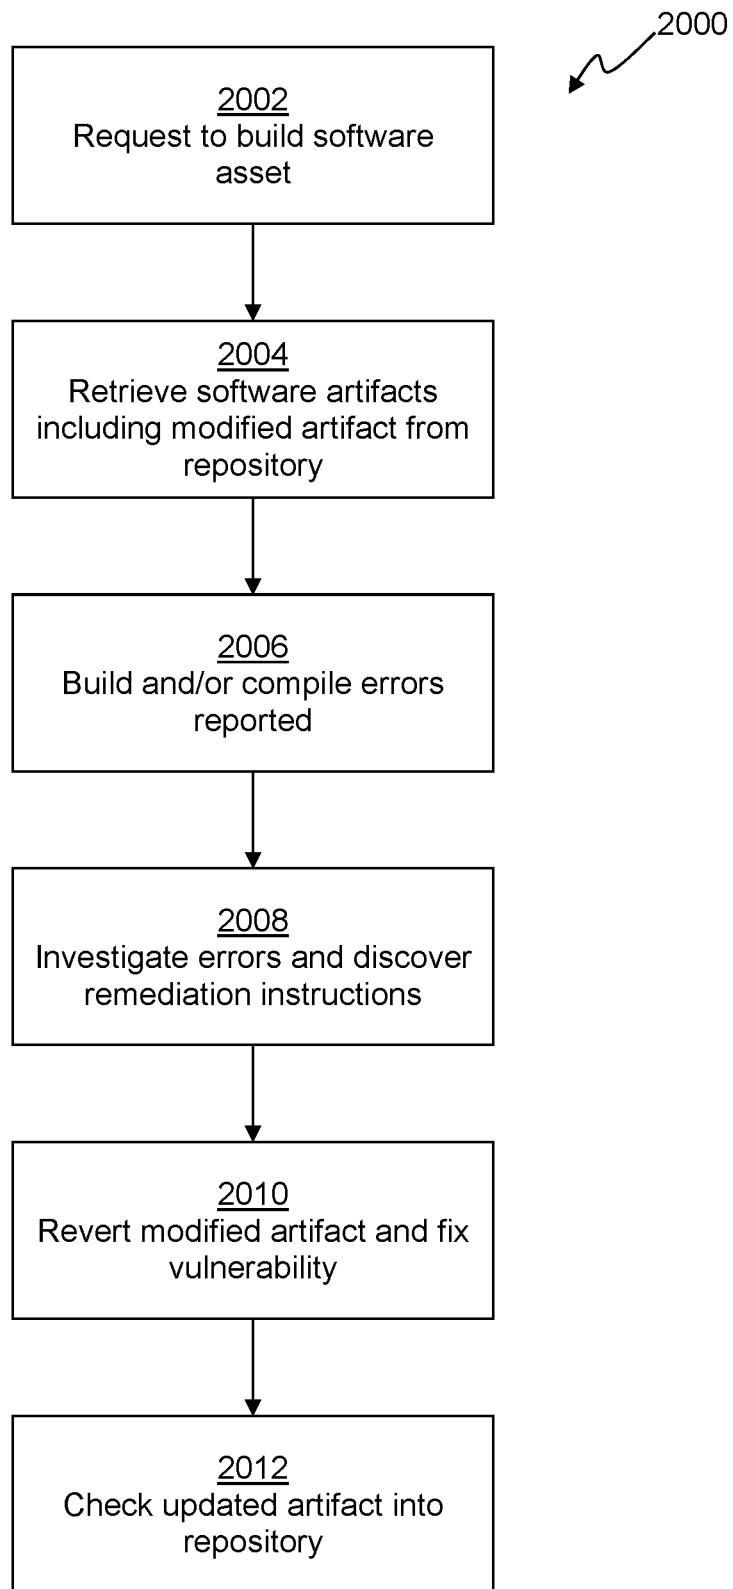 2000
2002
Request to build software
asset
2004
Retrieve software artifacts
including modified artifact from
repository
2006
Build and/or compile errors
reported
2008
Investigate errors and discover
remediation instructions
2010
Revert modified artifact and fix
vulnerability
2012
Check updated artifact into
repository